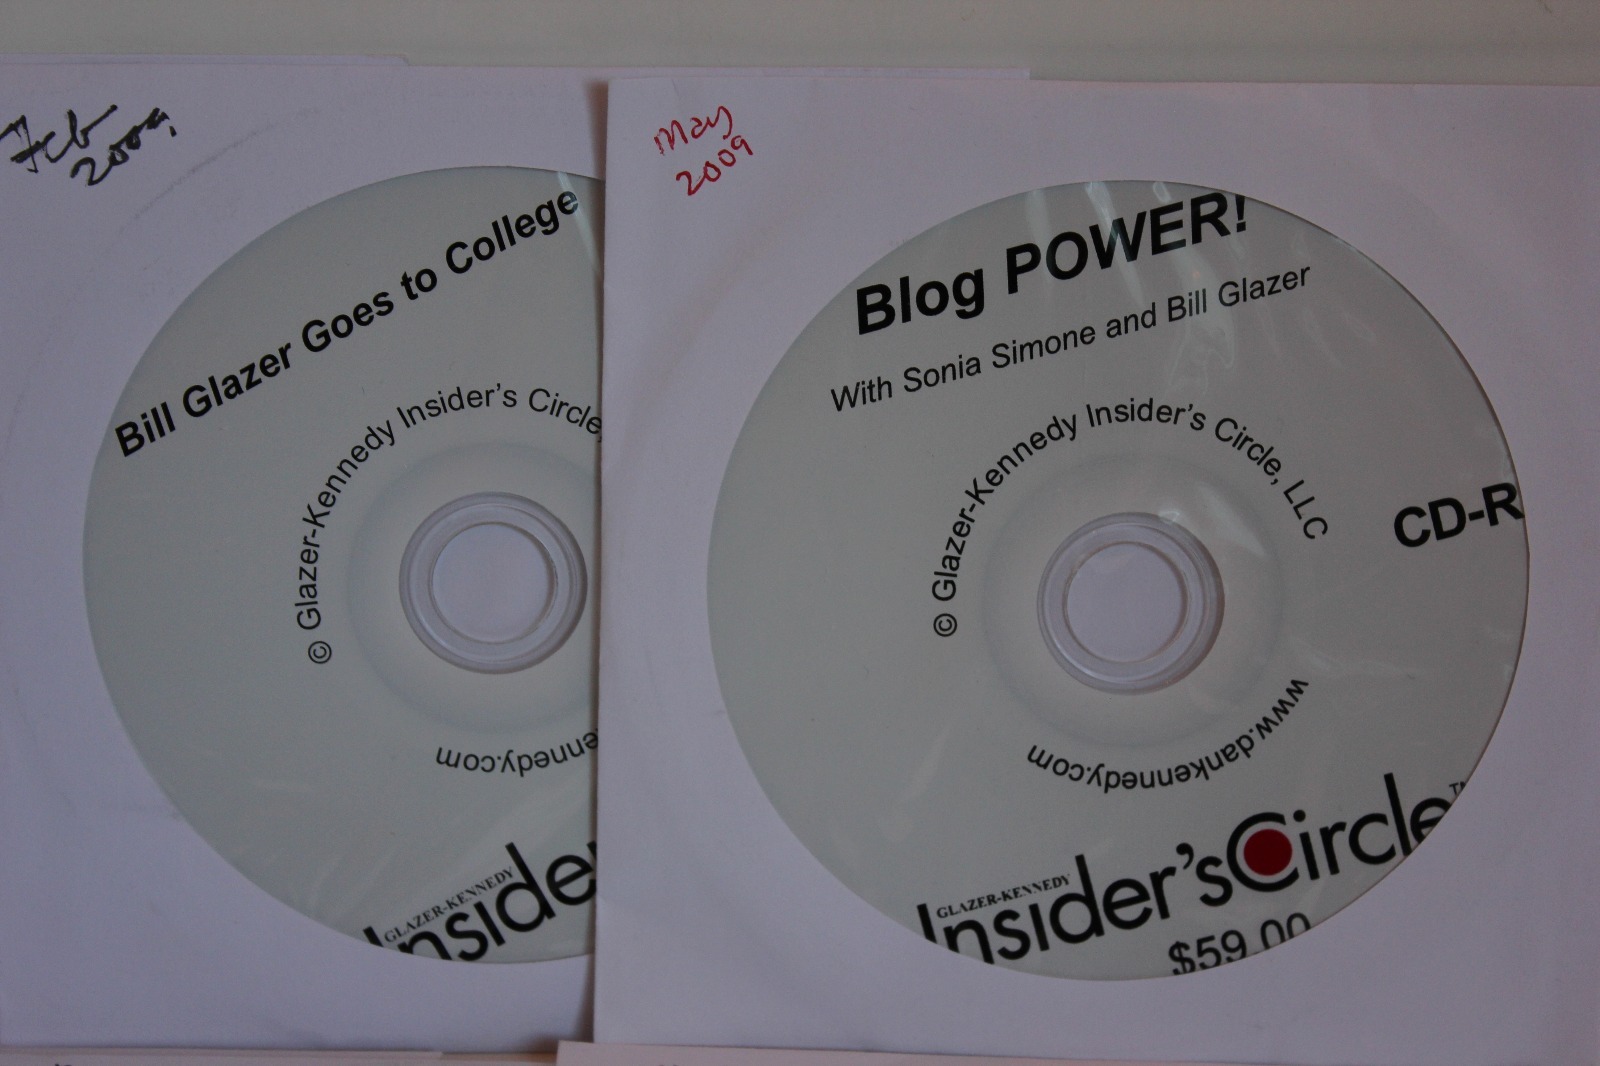 Feb
2009
Bill Glazer Goes to College
© Glazer-Kennedy Insider's Circle,
ennedy.com
GLAZER-KENNEDY
Inside
May
2009
Blog POWER!
With Sonia Simone and Bill Glazer
© Glazer-Kennedy Insider's Circle, LLC
CD-R
www.dankennedy.com
GLAZER-KENNEDY
Insider'sCircle™
$59.00